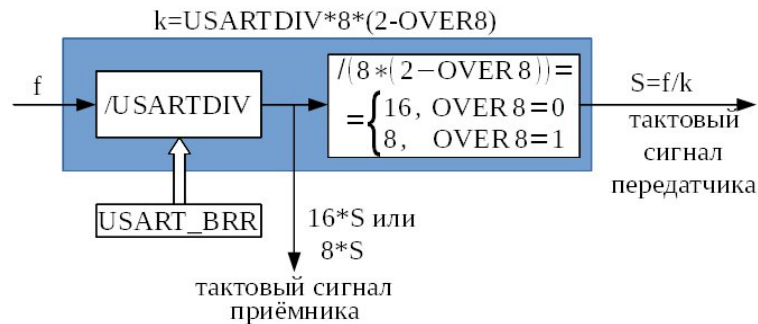 k=USARTDIV*8*(2-OVER8)
f
/USARTDIV
/(8*(2−OVER8))=
={16, OVER8=0
8, OVER8=1
S=f/k
тактовый
сигнал
передатчика
USART_BRR
16*S или
8*S
тактовый сигнал
приёмника